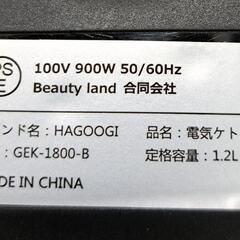 PS
E
100V 900W 50/60Hz
Beauty land 合同会社
ンド名：HAGOOGI
品名：電気ケト
：GEK-1800-B
定格容量：1.2L
DE IN CHINA